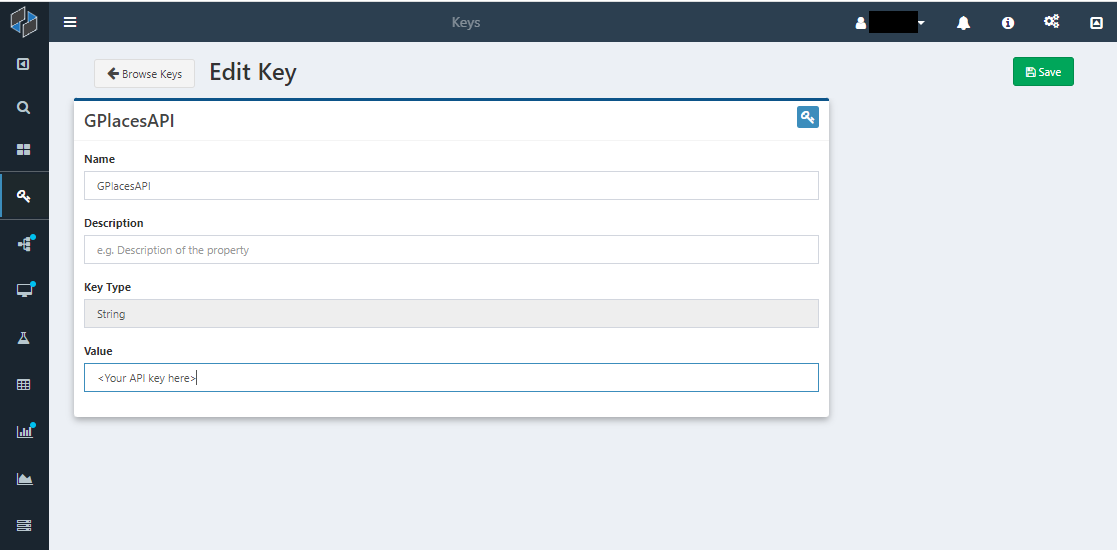 Keys
Browse Keys
Edit Key
Save
GPlacesAPI
Name
GPlacesAPI
Description
e.g. Description of the property
Key Type
String
Value
<Your API key here>